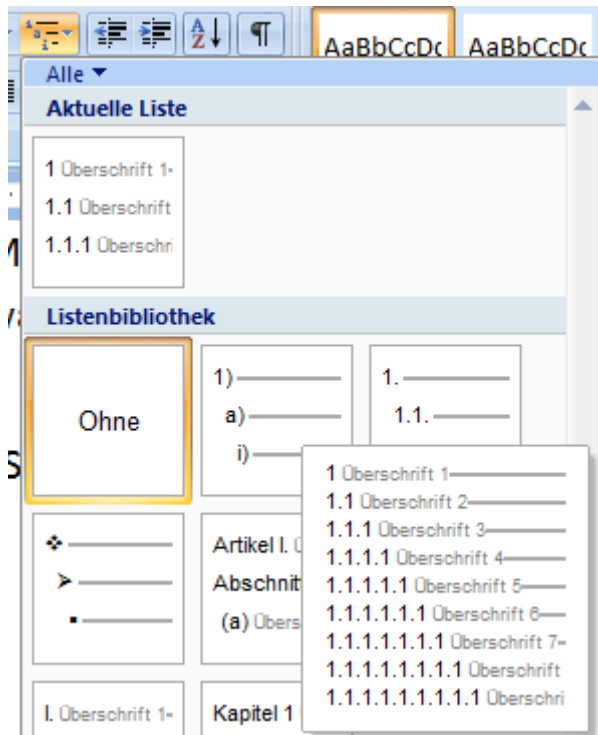 AaBbCcDc AaBbCcDc
Alle
Aktuelle Liste
1 Überschrift 1
1.1 Überschrift
1.1.1 Überschri
Listenbibliothek
Ohne
1)
a)
i)
1.
1.1.
1 Überschrift 1
1.1 Überschrift 2
1.1.1 Überschrift 3
1.1.1.1 Überschrift 4
1.1.1.1.1 Überschrift 5
1.1.1.1.1.1 Überschrift 6
1.1.1.1.1.1.1 Überschrift 7
1.1.1.1.1.1.1.1 Überschrift
1.1.1.1.1.1.1.1.1 Überschri
Artikel I.
Abschnitt
(a) Übers
I. Überschrift 1
Kapitel 1